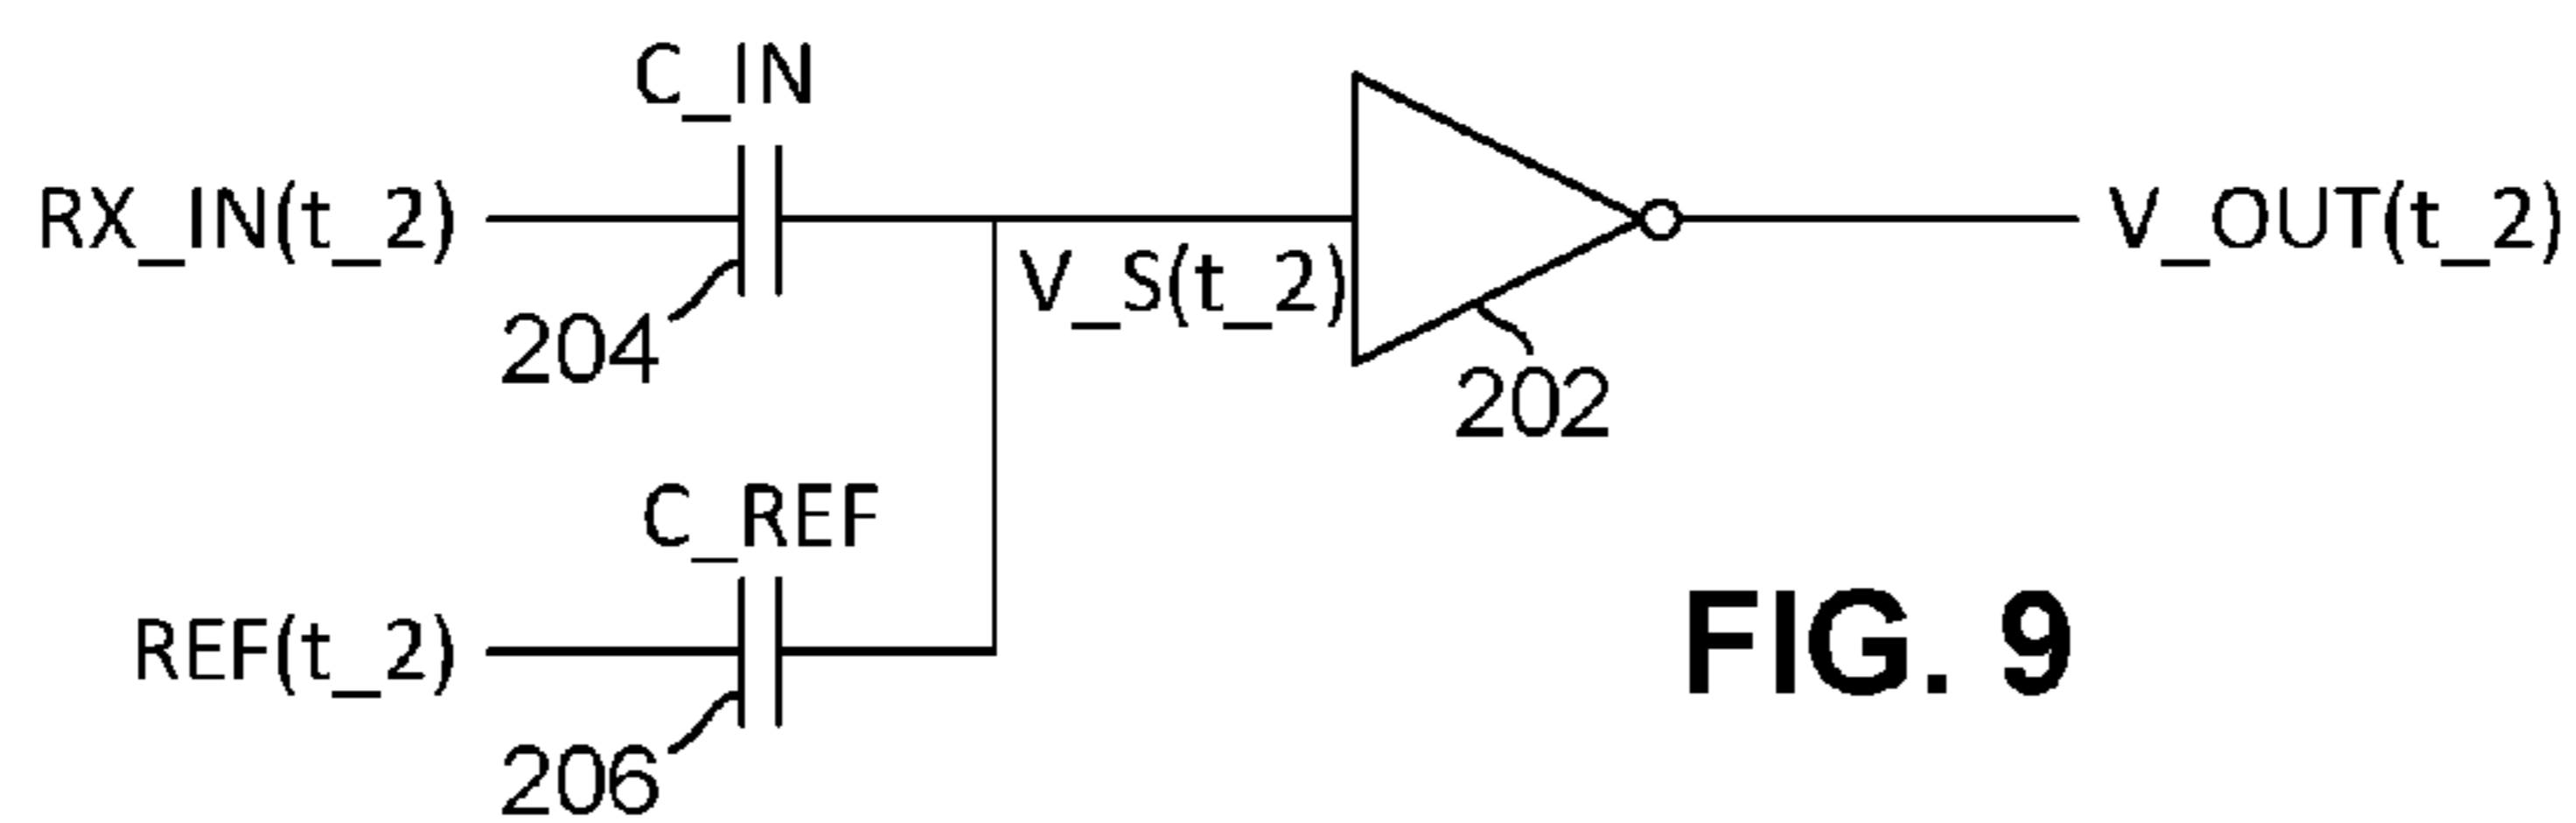 C_IN
RX_IN(t_2)
V_OUT(t_2)
V_S(t_2)
204
202
C_REF
REF(t_2)
FIG. 9
206